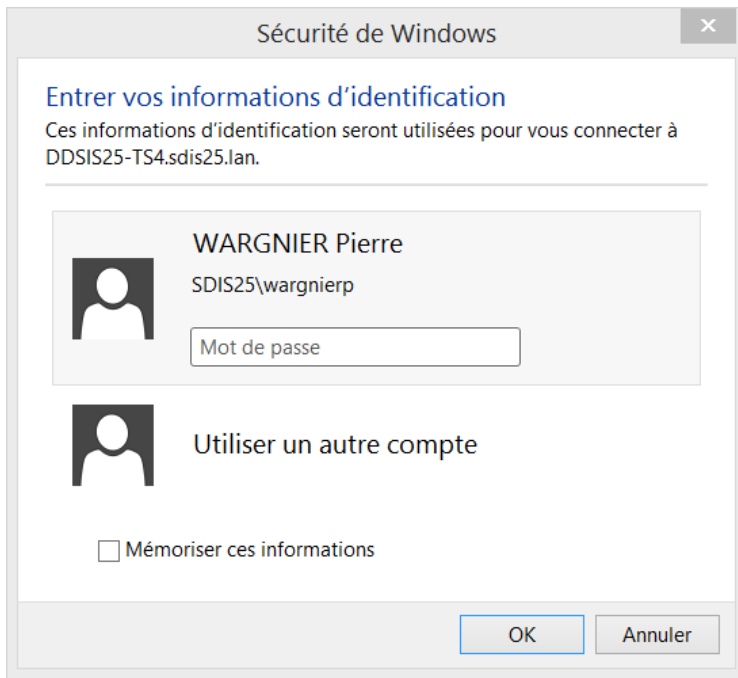 Sécurité de Windows
Entrer vos informations d’identification
Ces informations d’identification seront utilisées pour vous connecter à
DDSIS25-TS4.sdis25.lan.
WARGNIER Pierre
SDIS25\wargnierp
Mot de passe
Utiliser un autre compte
Mémoriser ces informations
OK
Annuler